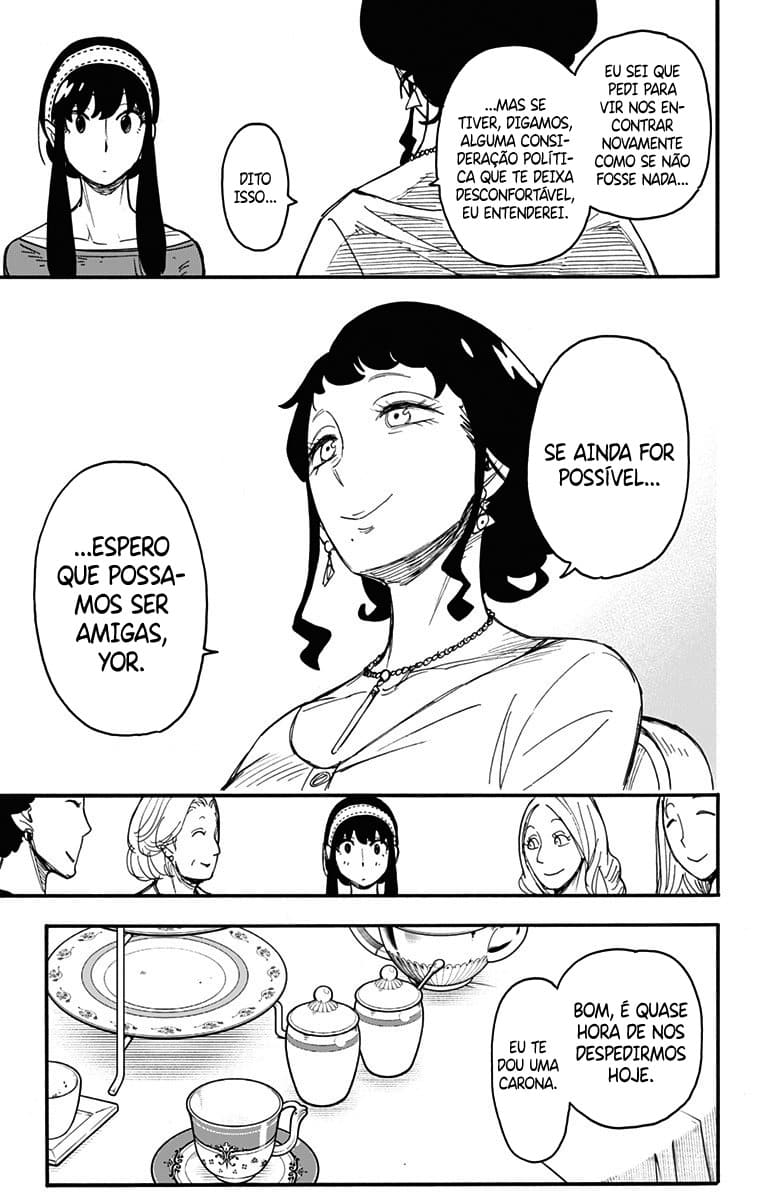 EU SEI QUE
PEDI PARA
VIR NOS EN-
CONTRAR
NOVAMENTE
COMO SE NÃO
FOSSE NADA...
...MAS SE
TIVER, DIGAMOS,
ALGUMA CONSI-
DERAÇÃO POLÍTI-
CA QUE TE DEIXA
DESCONFORTÁVEL,
EU ENTENDEREI.
DITO
ISSO...
SE AINDA FOR
POSSÍVEL...
...ESPERO
QUE POSSA-
MOS SER
AMIGAS,
YOR.
BOM, É QUASE
HORA DE NOS
DESPEDIRMOS
HOJE.
EU TE
DOU UMA
CARONA.